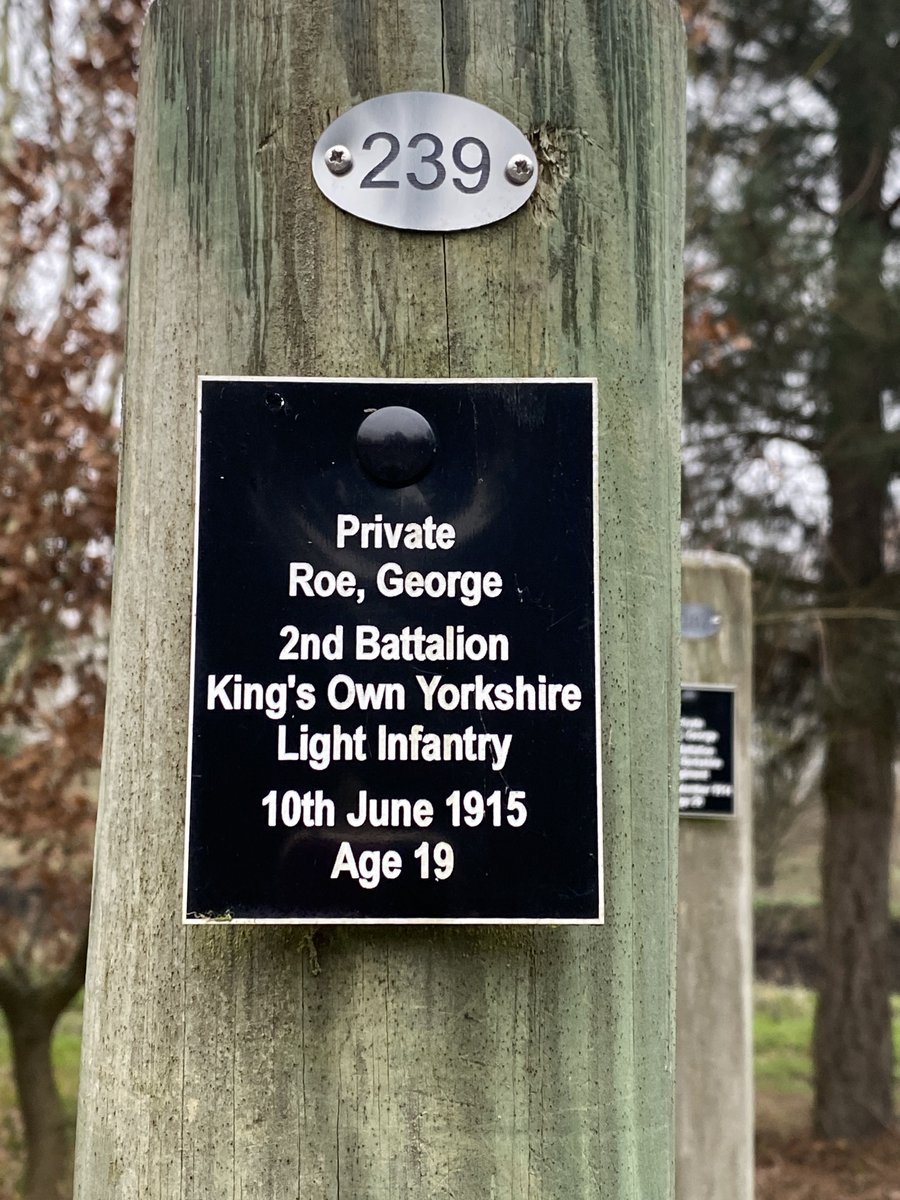 239
Private
Roe, George
2nd Battalion
King's Own Yorkshire
Light Infantry
10th June 1915
Age 19